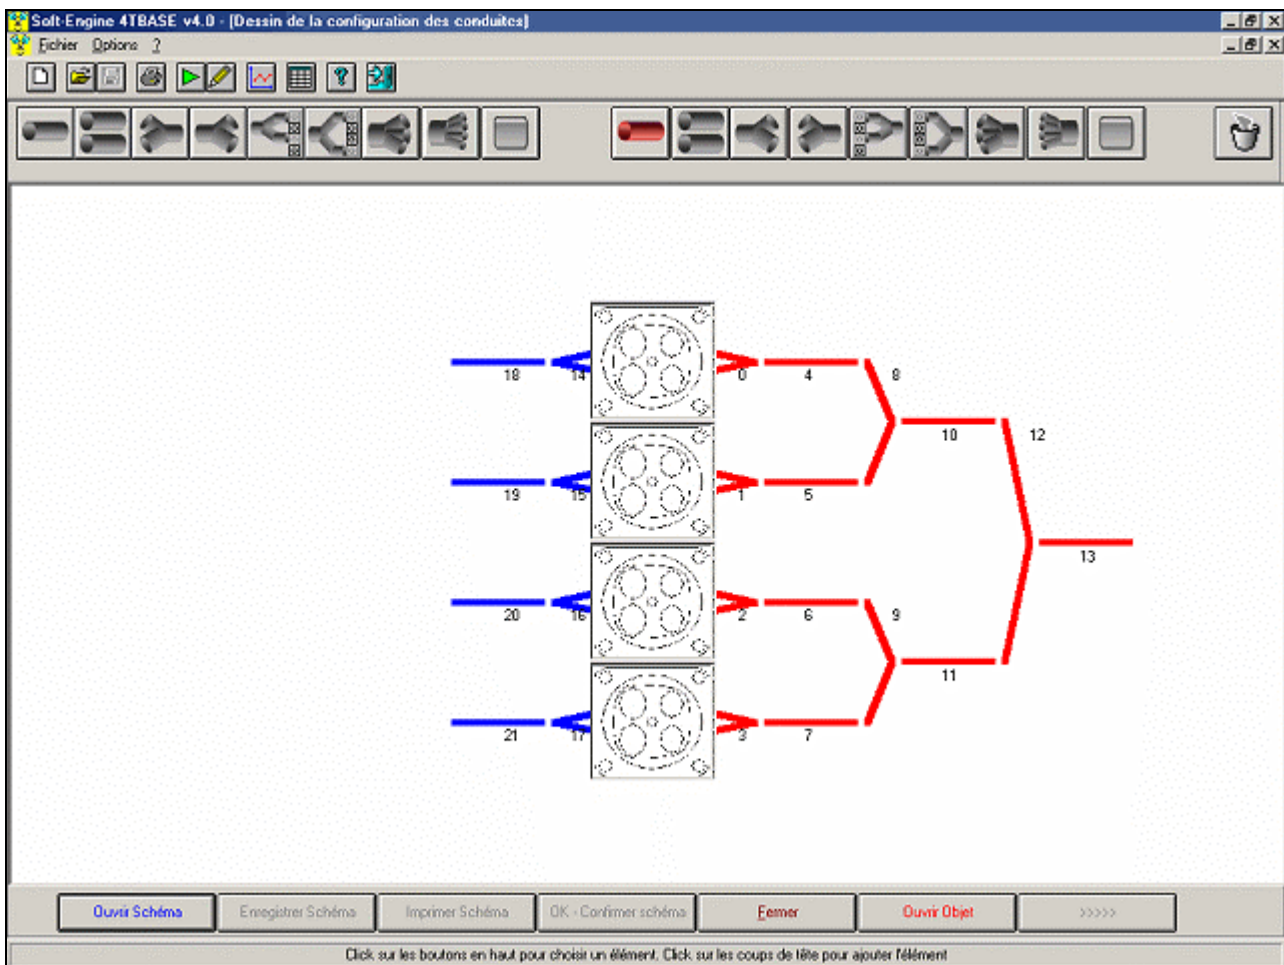 Soft-Engine 4TBASE v4.0 - [Dessin de la configuration des conduites]
Fichier Options ?
18 14 0 4 8
10 12
19 15 1 5
13
20 16 2 6 9
11
21 17 3 7
Ouvrir Schéma Enregistrer Schéma Imprimer Schéma OK - Confirmer schéma Fermer Ouvrir Objet >>>>>
Click sur les boutons en haut pour choisir un élément. Click sur les coups de tête pour ajouter l'élément